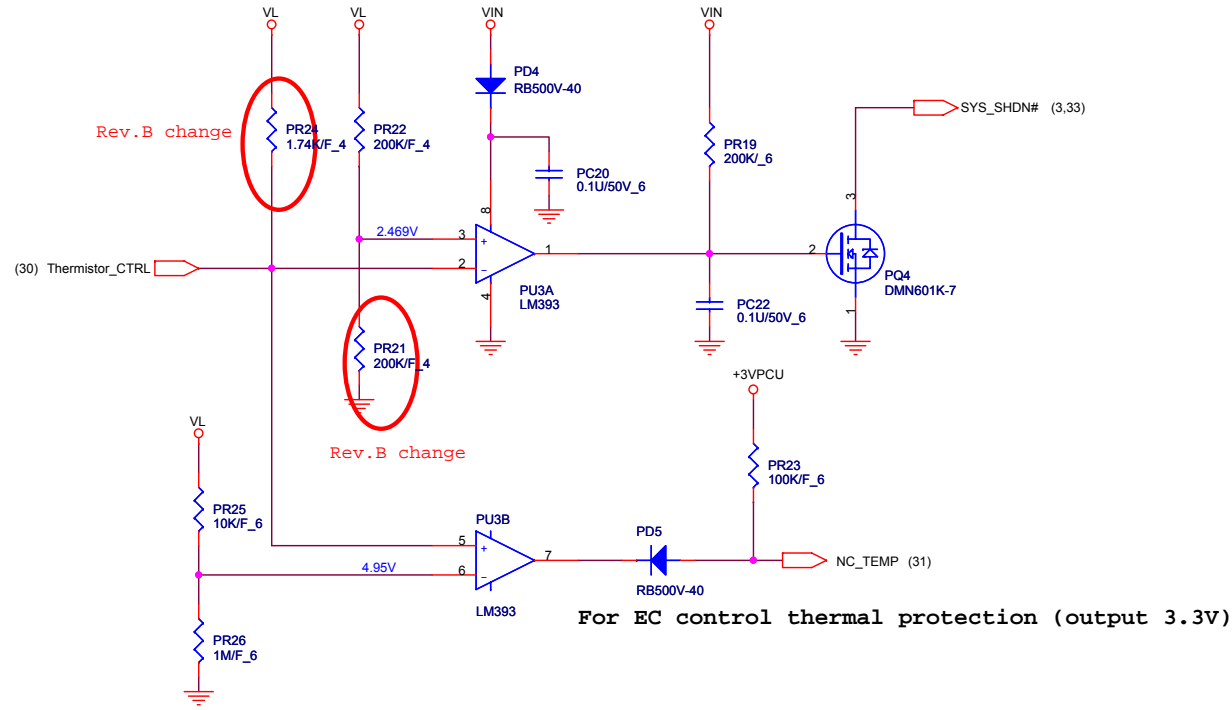 VL
VL
VIN
VIN
PD4
RB500V-40
SYS_SHDN# (3,33)
Rev.B change
PR24
1.74K/F_4
PR22
200K/F_4
PR19
200K/_6
PC20
0.1U/50V_6
8
3
2.469V
3
+
1
2
(30) Thermistor_CTRL
2
-
4
PU3A
LM393
PQ4
DMN601K-7
PC22
0.1U/50V_6
1
PR21
200K/F_4
+3VPCU
VL
Rev.B change
PR23
100K/F_6
PR25
10K/F_6
PU3B
PD5
5
+
7
NC_TEMP (31)
4.95V
6
-
RB500V-40
LM393
For EC control thermal protection (output 3.3V)
PR26
1M/F_6